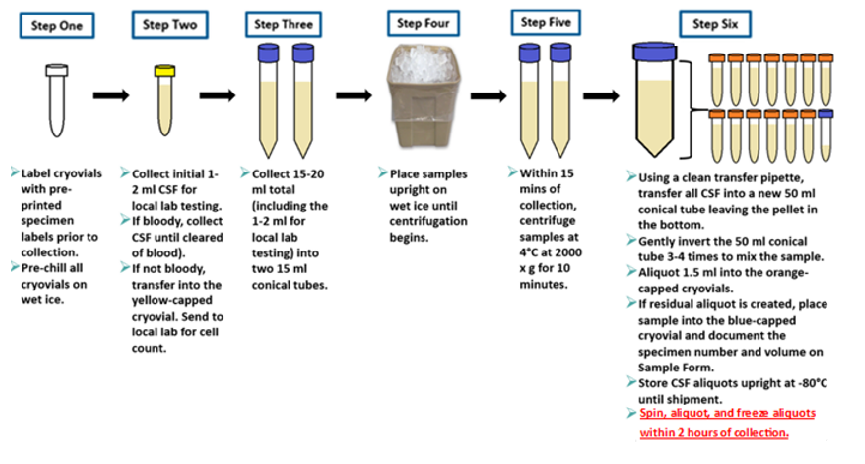 Step One
Step Two
Step Three
Step Four
Step Five
Step Six
Label cryovials
with pre-
printed
specimen
labels prior to
collection.
Pre-chill all
cryovials on
wet ice.
Collect initial 1-
2 ml CSF for
local lab testing.
If bloody, collect
CSF until cleared
of blood).
If not bloody,
transfer into the
yellow-capped
cryovial. Send to
local lab for cell
count.
Collect 15-20
ml total
(including the
1-2 ml for
local lab
testing) into
two 15 ml
conical tubes.
Place samples
upright on
wet ice until
centrifugation
begins.
Within 15
mins of
collection,
centrifuge
samples at
4°C at 2000
x g for 10
minutes.
Using a clean transfer pipette,
transfer all CSF into a new 50 ml
conical tube leaving the pellet in
the bottom.
Gently invert the 50 ml conical
tube 3-4 times to mix the sample.
Aliquot 1.5 ml into the orange-
capped cryovials.
If residual aliquot is created, place
sample into the blue-capped
cryovial and document the
specimen number and volume on
Sample Form.
Store CSF aliquots upright at -80°C
until shipment.
Spin, aliquot, and freeze aliquots
within 2 hours of collection.